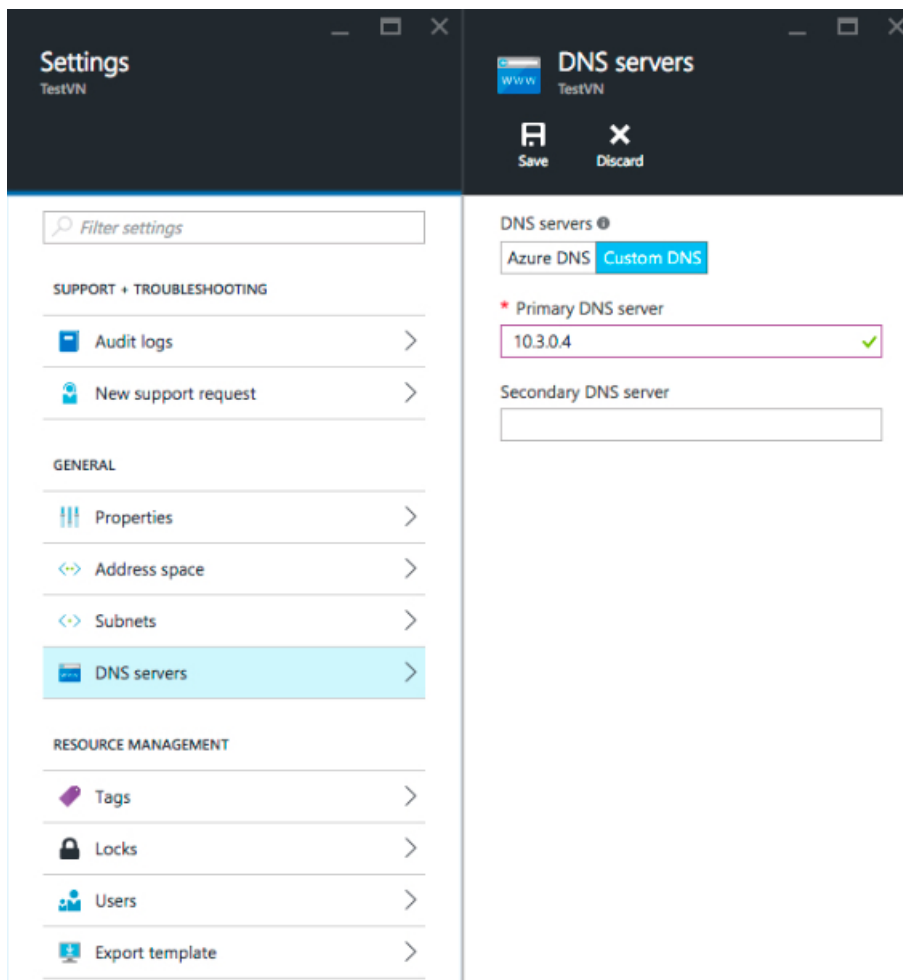 Settings
TestVN
Filter settings
SUPPORT + TROUBLESHOOTING
Audit logs
New support request
GENERAL
Properties
Address space
Subnets
DNS servers
RESOURCE MANAGEMENT
Tags
Locks
Users
Export template
www
DNS servers
TestVN
Save Discard
DNS servers
Azure DNS Custom DNS
* Primary DNS server
10.3.0.4
Secondary DNS server